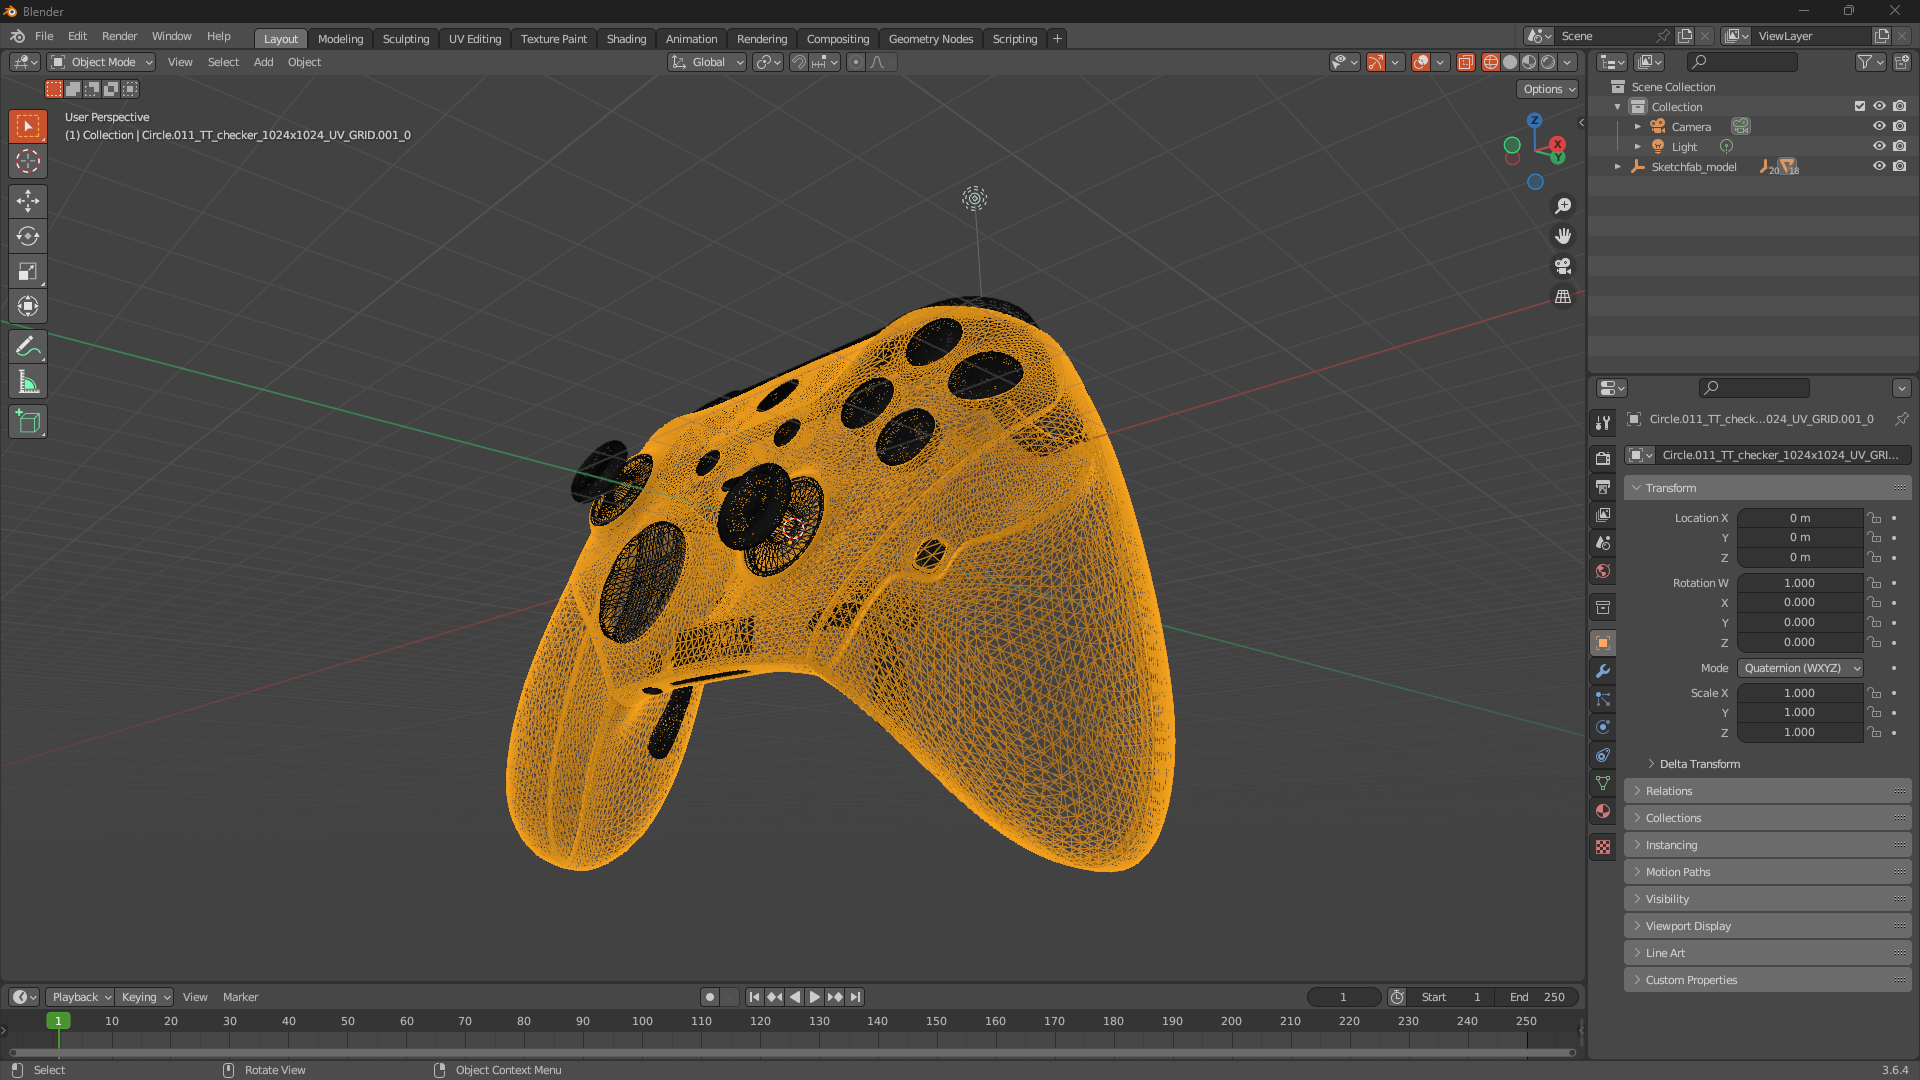 Blender
File Edit Render Window Help
Layout Modeling Sculpting UV Editing Texture Paint Shading Animation Rendering Compositing Geometry Nodes Scripting +
Scene
ViewLayer
Object Mode View Select Add Object
Global
Options
User Perspective
(1) Collection | Circle.011_TT_checker_1024x1024_UV_GRID.001_0
Z
X
Y
Scene Collection
Collection
Camera
Light
Sketchfab_model 20 18
Circle.011_TT_check...024_UV_GRID.001_0
Circle.011_TT_checker_1024x1024_UV_GRI...
Transform
Location X 0 m
Y 0 m
Z 0 m
Rotation W 1.000
X 0.000
Y 0.000
Z 0.000
Mode Quaternion (WXYZ)
Scale X 1.000
Y 1.000
Z 1.000
Delta Transform
Relations
Collections
Instancing
Motion Paths
Visibility
Viewport Display
Line Art
Custom Properties
Playback Keying View Marker
1 Start 1 End 250
1 10 20 30 40 50 60 70 80 90 100 110 120 130 140 150 160 170 180 190 200 210 220 230 240 250
Select Rotate View Object Context Menu 3.6.4